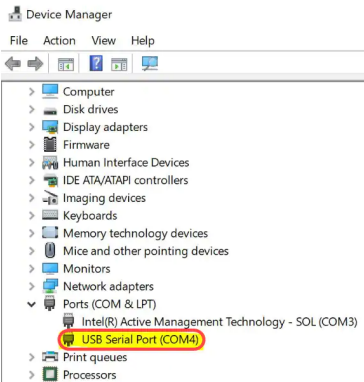 Device Manager
File Action View Help
Computer
Disk drives
Display adapters
Firmware
Human Interface Devices
IDE ATA/ATAPI controllers
Imaging devices
Keyboards
Memory technology devices
Mice and other pointing devices
Monitors
Network adapters
Ports (COM & LPT)
Intel(R) Active Management Technology - SOL (COM3)
USB Serial Port (COM4)
Print queues
Processors